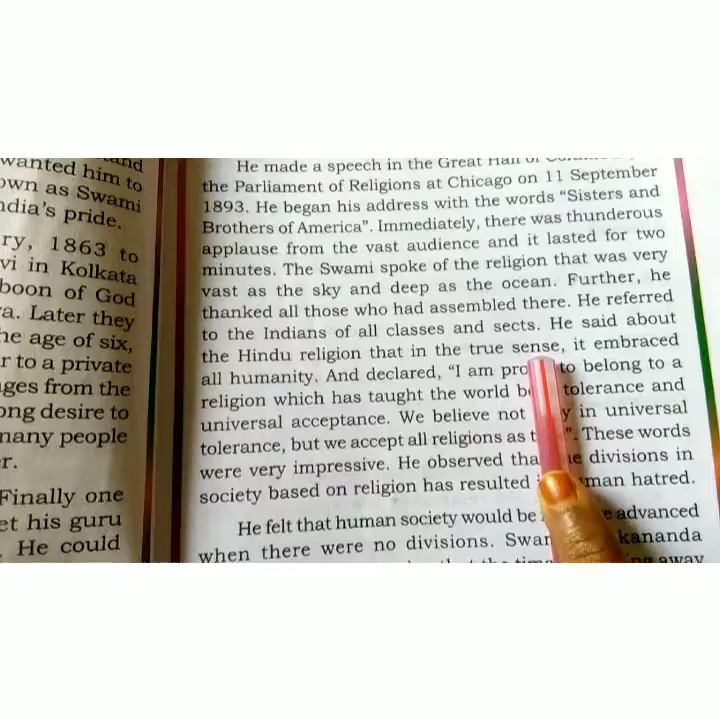 and
wanted him to
own as Swami
ndia's pride.
ry, 1863 to
vi in Kolkata
boon of God
a. Later they
he age of six,
r to a private
ages from the
ong desire to
many people
r.
Finally one
et his guru
. He could
He made a speech in the Great Hall of
the Parliament of Religions at Chicago on 11 September
1893. He began his address with the words “Sisters and
Brothers of America”. Immediately, there was thunderous
applause from the vast audience and it lasted for two
minutes. The Swami spoke of the religion that was very
vast as the sky and deep as the ocean. Further, he
thanked all those who had assembled there. He referred
to the Indians of all classes and sects. He said about
the Hindu religion that in the true sense, it embraced
all humanity. And declared, “I am pro to belong to a
religion which has taught the world b tolerance and
universal acceptance. We believe not y in universal
tolerance, but we accept all religions as t ”. These words
were very impressive. He observed tha e divisions in
society based on religion has resulted man hatred.
He felt that human society would be e advanced
when there were no divisions. Swa kananda
the time ing away